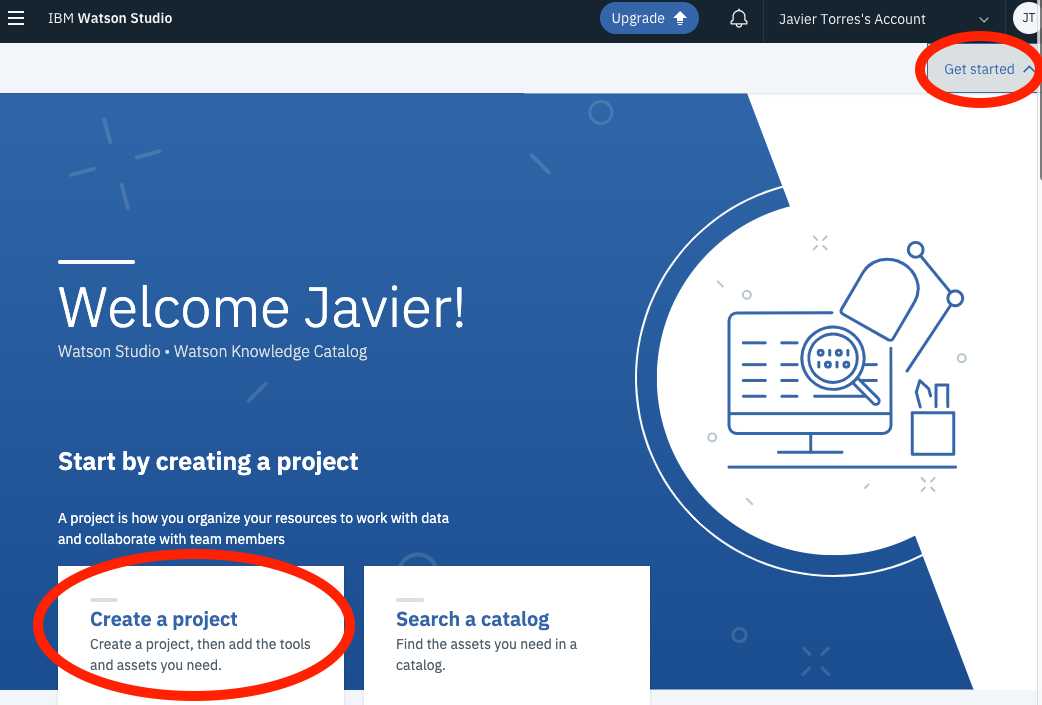 IBM Watson Studio
Upgrade
Javier Torres's Account
JT
Get started
Welcome Javier!
Watson Studio • Watson Knowledge Catalog
Start by creating a project
A project is how you organize your resources to work with data
and collaborate with team members
Create a project
Create a project, then add the tools
and assets you need.
Search a catalog
Find the assets you need in a
catalog.